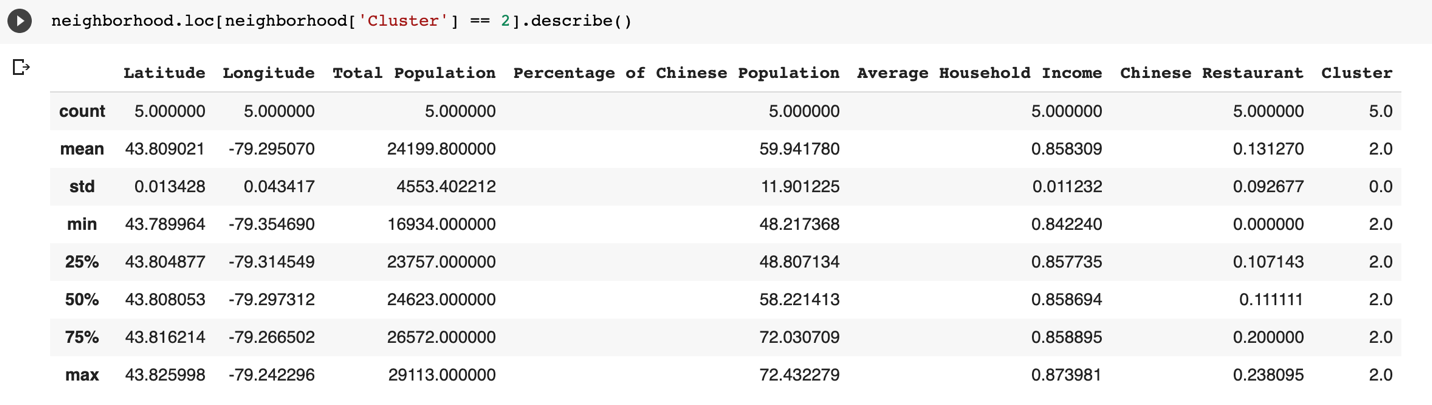 neighborhood.loc[neighborhood['Cluster'] == 2].describe()
Latitude Longitude Total Population Percentage of Chinese Population Average Household Income Chinese Restaurant Cluster
count 5.000000 5.000000 5.000000 5.000000 5.000000 5.000000 5.0
mean 43.809021 -79.295070 24199.800000 59.941780 0.858309 0.131270 2.0
std 0.013428 0.043417 4553.402212 11.901225 0.011232 0.092677 0.0
min 43.789964 -79.354690 16934.000000 48.217368 0.842240 0.000000 2.0
25% 43.804877 -79.314549 23757.000000 48.807134 0.857735 0.107143 2.0
50% 43.808053 -79.297312 24623.000000 58.221413 0.858694 0.111111 2.0
75% 43.816214 -79.266502 26572.000000 72.030709 0.858895 0.200000 2.0
max 43.825998 -79.242296 29113.000000 72.432279 0.873981 0.238095 2.0